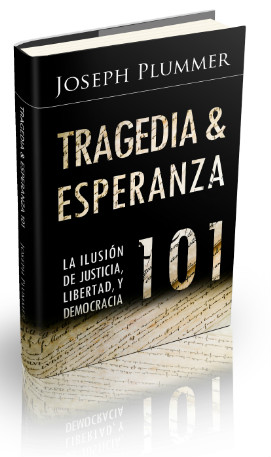 JOSEPH PLUMMER
TRAGEDIA &
ESPERANZA
LA ILUSIÓN
DE JUSTICIA,
LIBERTAD, Y
DEMOCRACIA
101
TRAGEDIA & ESPERANZA 101
JOSEPH PLUMMER